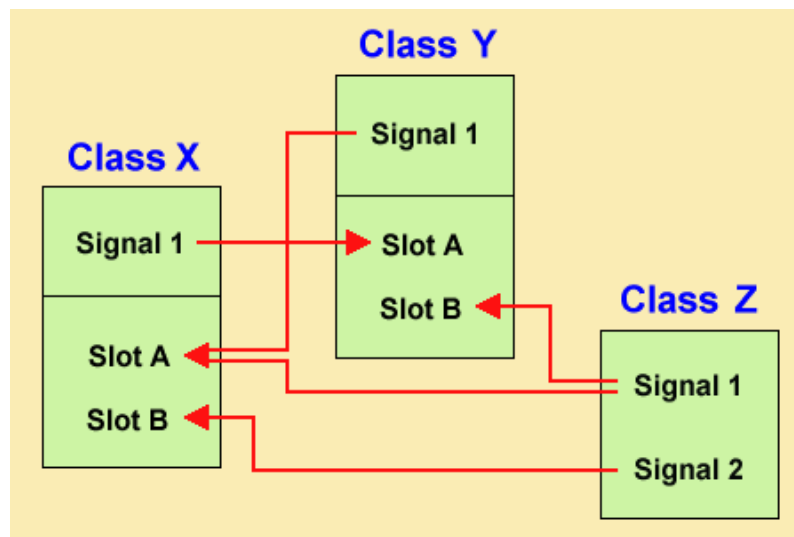 Class X
Signal 1
Slot A
Slot B
Class Y
Signal 1
Slot A
Slot B
Class Z
Signal 1
Signal 2